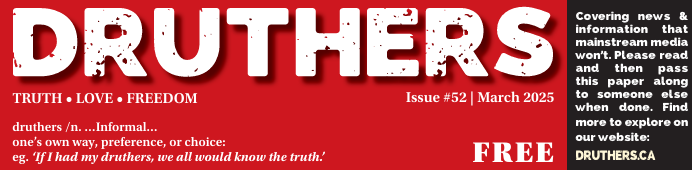 DRUTHERS
TRUTH • LOVE • FREEDOM
Issue #52 | March 2025
druthers /n. ...Informal...
one's own way, preference, or choice:
eg. ‘If I had my druthers, we all would know the truth.’
FREE
Covering news &
information that
mainstream media
won't. Please read
and then pass
this paper along
to someone else
when done. Find
more to explore on
our website:
DRUTHERS.CA